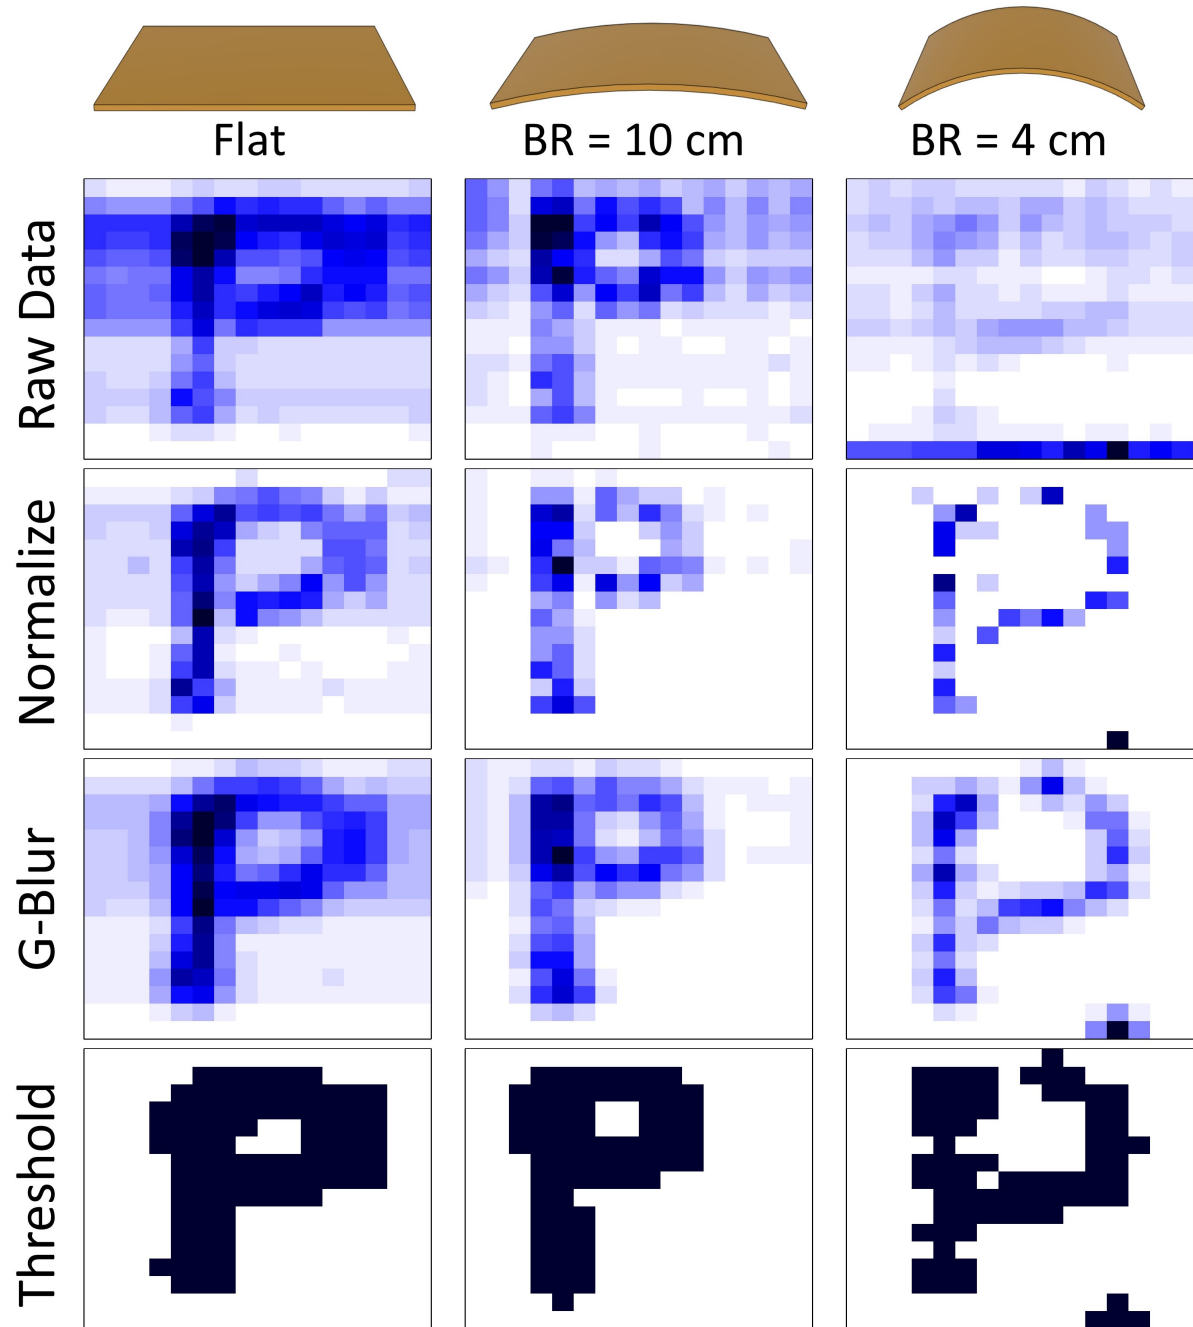 Flat BR = 10 cm BR = 4 cm
Raw Data
Normalize
G-Blur
Threshold